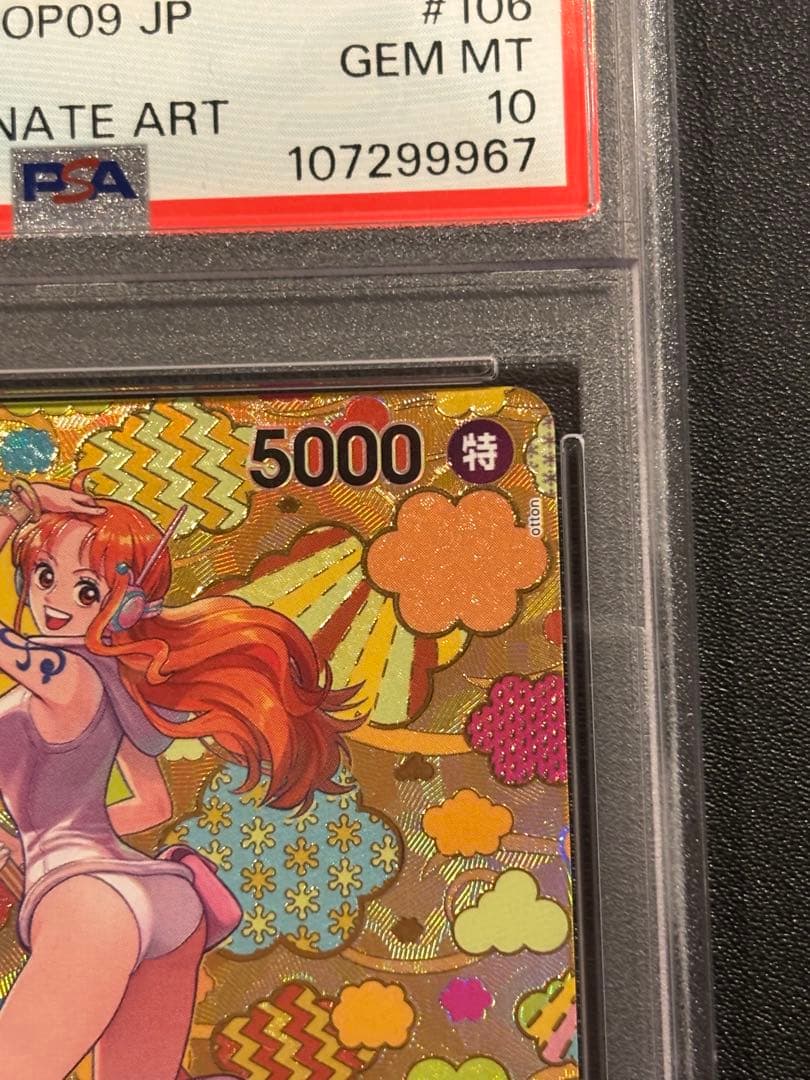 OP09 JP
#106
GEM MT
NATE ART
10
PSA
107299967
5000
特
otton